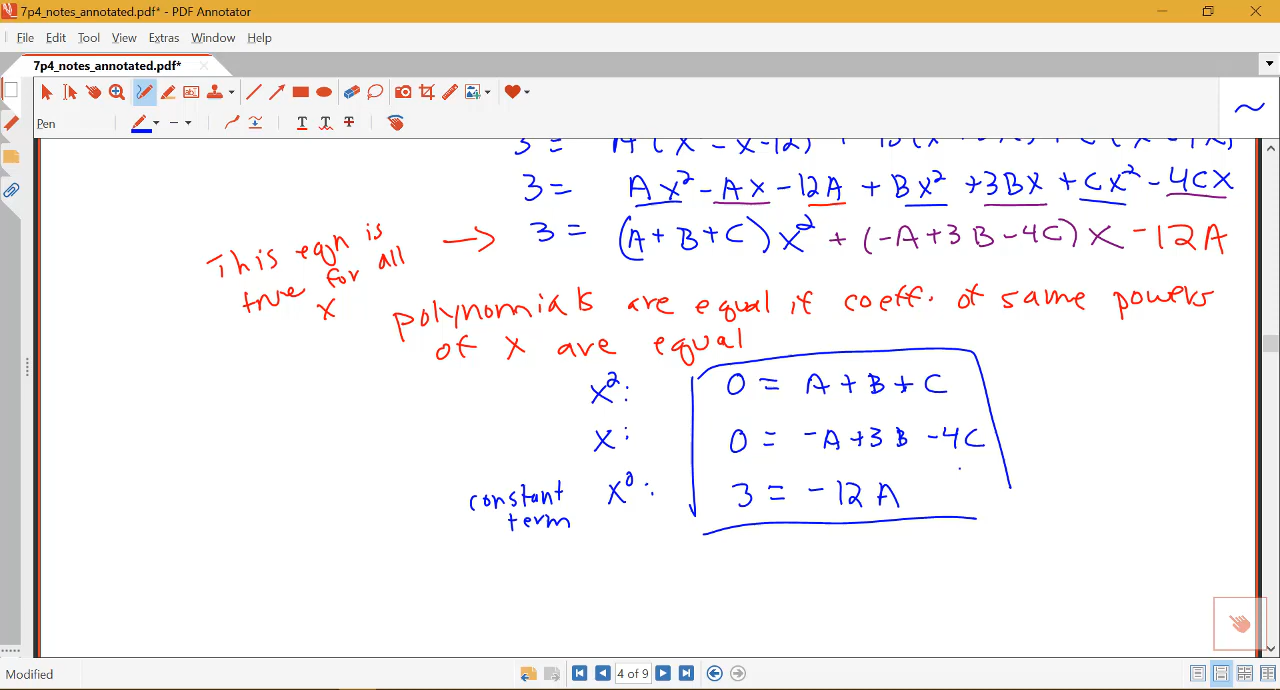 7p4_notes_annotated.pdf* - PDF Annotator
File Edit Tool View Extras Window Help
7p4_notes_annotated.pdf*
Pen
3 = Ax² - Ax - 12A + Bx² + 3Bx + Cx² - 4Cx
3 = (A + B + C) x² + (-A + 3B - 4C) x - 12A
This eqn is
true for all
x
polynomials are equal if coeff. of same powers
of x are equal
x²: 0 = A + B + C
x: 0 = -A + 3B - 4C
constant
term x⁰: 3 = -12A
Modified
4 of 9